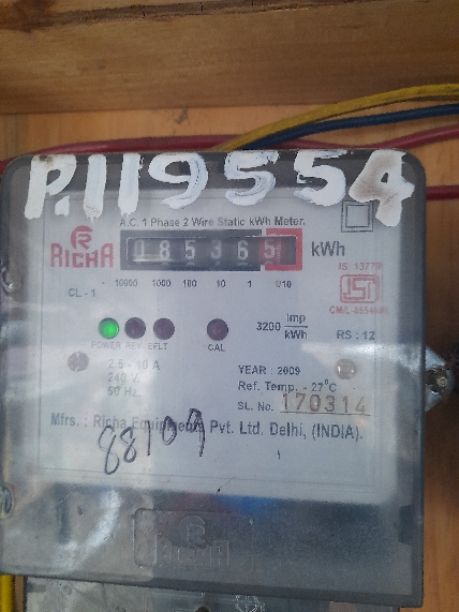 P.119554
A.C. 1 Phase 2 Wire Static kWh Meter.
RICHA
085365 kWh
10000 1000 100 10 1 1/10
IS 13779
CL - 1
ISI
3200 imp/kWh
RS : 12
POWER REV EFLT CAL
2.5 - 10 A
240 V
50 Hz
YEAR : 2009
Ref. Temp. - 27°C
SL. No. 170314
Mfrs. : Richa Equipments Pvt. Ltd. Delhi, (INDIA).
RICHA